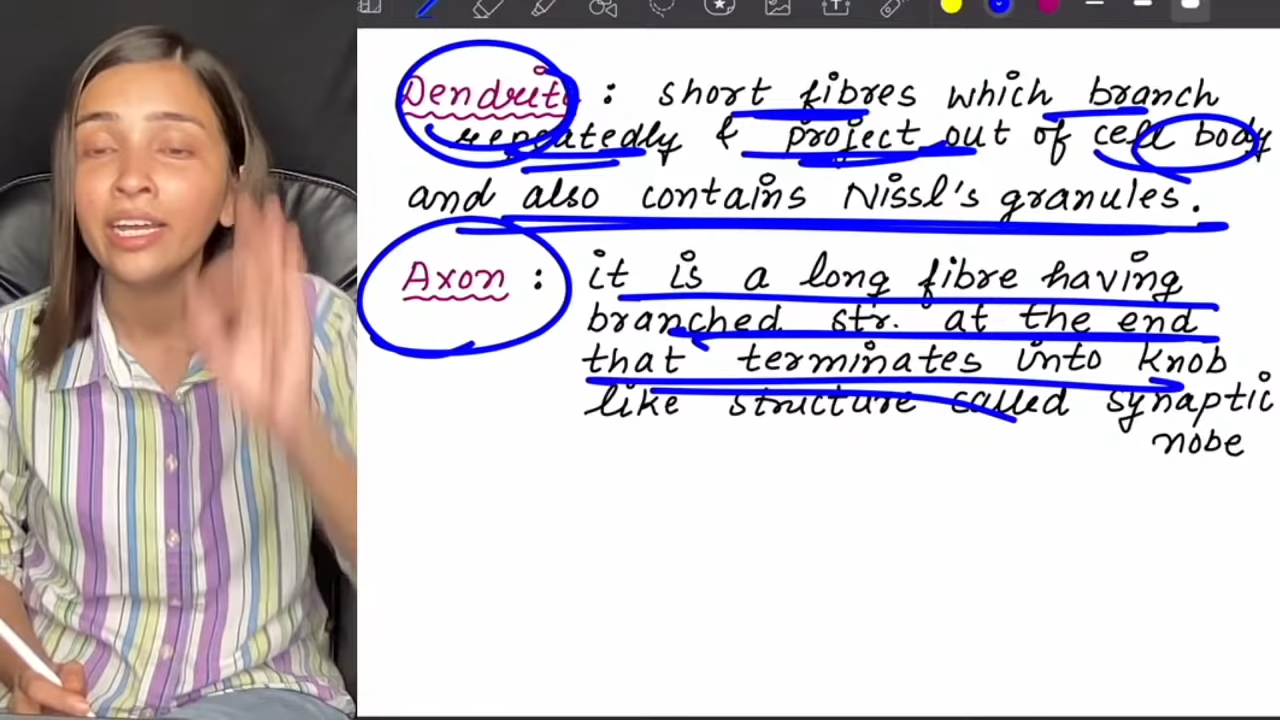 Dendrite : short fibres which branch
repeatedly & project out of cell body
and also contains Nissl's granules.
Axon : it is a long fibre having
branched str. at the end
that terminates into knob
like structure called synaptic
nobe